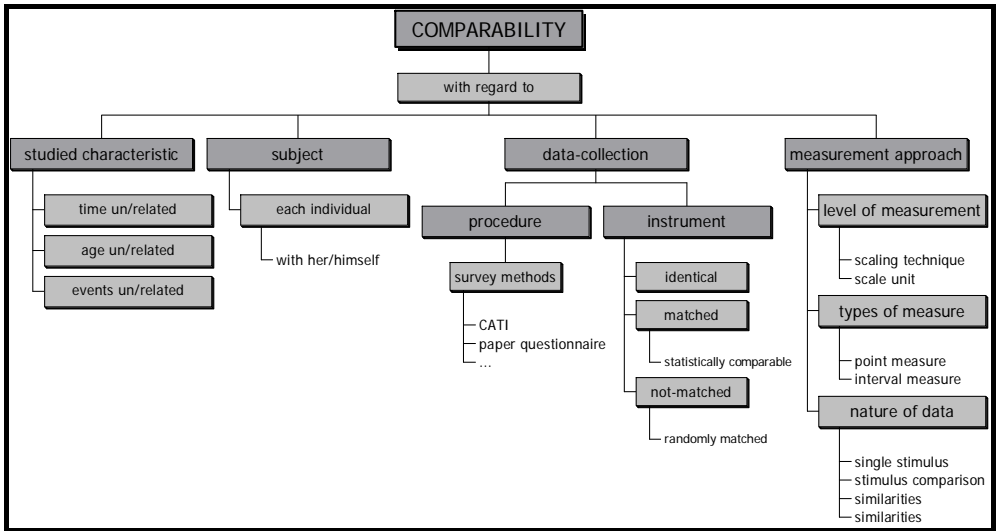 COMPARABILITY
with regard to
studied characteristic
time un/related
age un/related
events un/related
subject
each individual
with her/himself
data-collection
procedure
survey methods
CATI
paper questionnaire
...
instrument
identical
matched
statistically comparable
not-matched
randomly matched
measurement approach
level of measurement
scaling technique
scale unit
types of measure
point measure
interval measure
nature of data
single stimulus
stimulus comparison
similarities
similarities